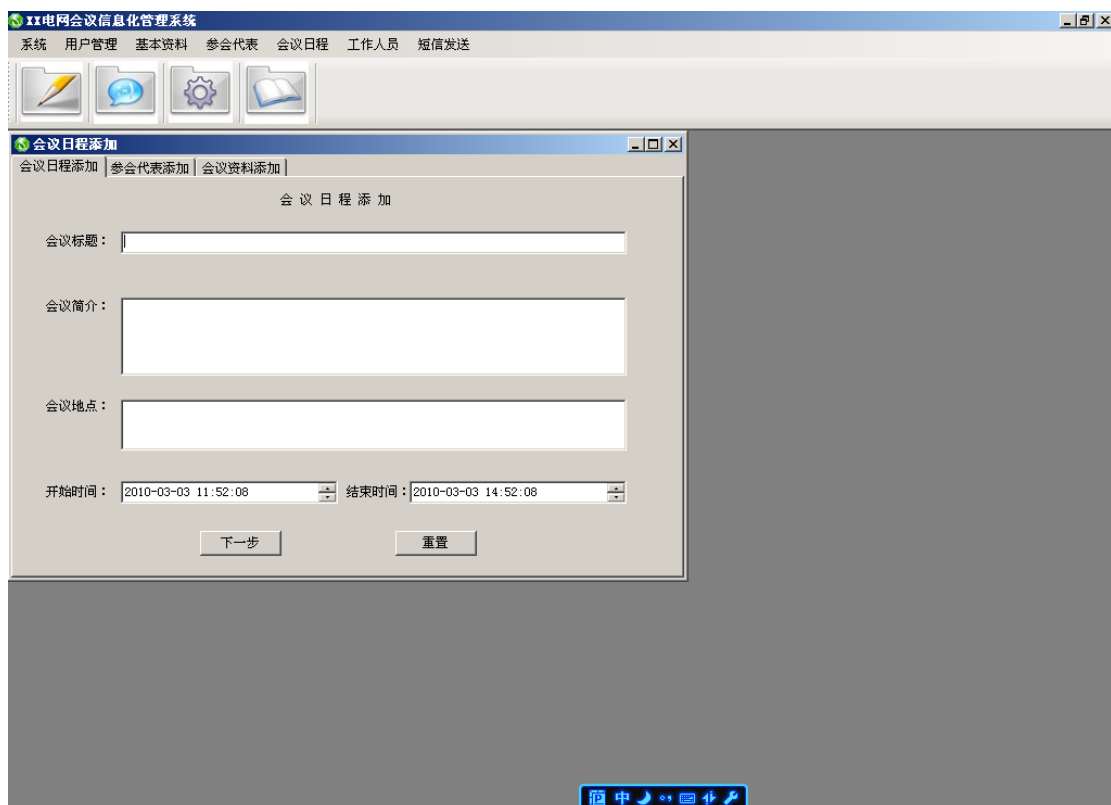 XX电网会议信息化管理系统
系统 用户管理 基本资料 参会代表 会议日程 工作人员 短信发送
会议日程添加
会议日程添加 参会代表添加 会议资料添加
会 议 日 程 添 加
会议标题：
会议简介：
会议地点：
开始时间： 2010-03-03 11:52:08 结束时间： 2010-03-03 14:52:08
下一步 重置
中